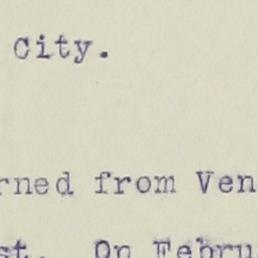 City.
rned from Ven
st. On Febru